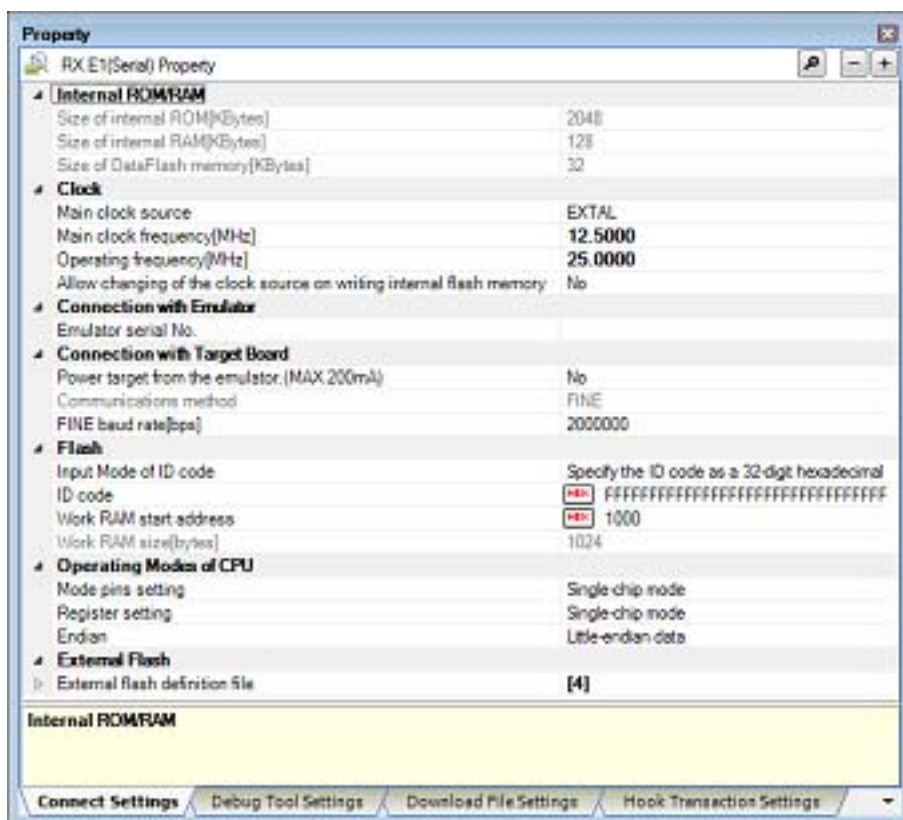 Property
RX E1(Serial) Property
Internal ROM/RAM
Size of internal ROM[KBytes] 2048
Size of internal RAM[KBytes] 128
Size of DataFlash memory[KBytes] 32
Clock
Main clock source EXTAL
Main clock frequency[MHz] 12.5000
Operating frequency[MHz] 25.0000
Allow changing of the clock source on writing internal flash memory No
Connection with Emulator
Emulator serial No.
Connection with Target Board
Power target from the emulator.(MAX 200mA) No
Communications method FINE
FINE baud rate[bps] 2000000
Flash
Input Mode of ID code Specify the ID code as a 32-digit hexadecimal
ID code HEX FFFFFFFFFFFFFFFFFFFFFFFFFFFFFFFF
Work RAM start address HEX 1000
Work RAM size[bytes] 1024
Operating Modes of CPU
Mode pins setting Single-chip mode
Register setting Single-chip mode
Endian Little-endian data
External Flash
External flash definition file [4]
Internal ROM/RAM
Connect Settings Debug Tool Settings Download File Settings Hook Transaction Settings